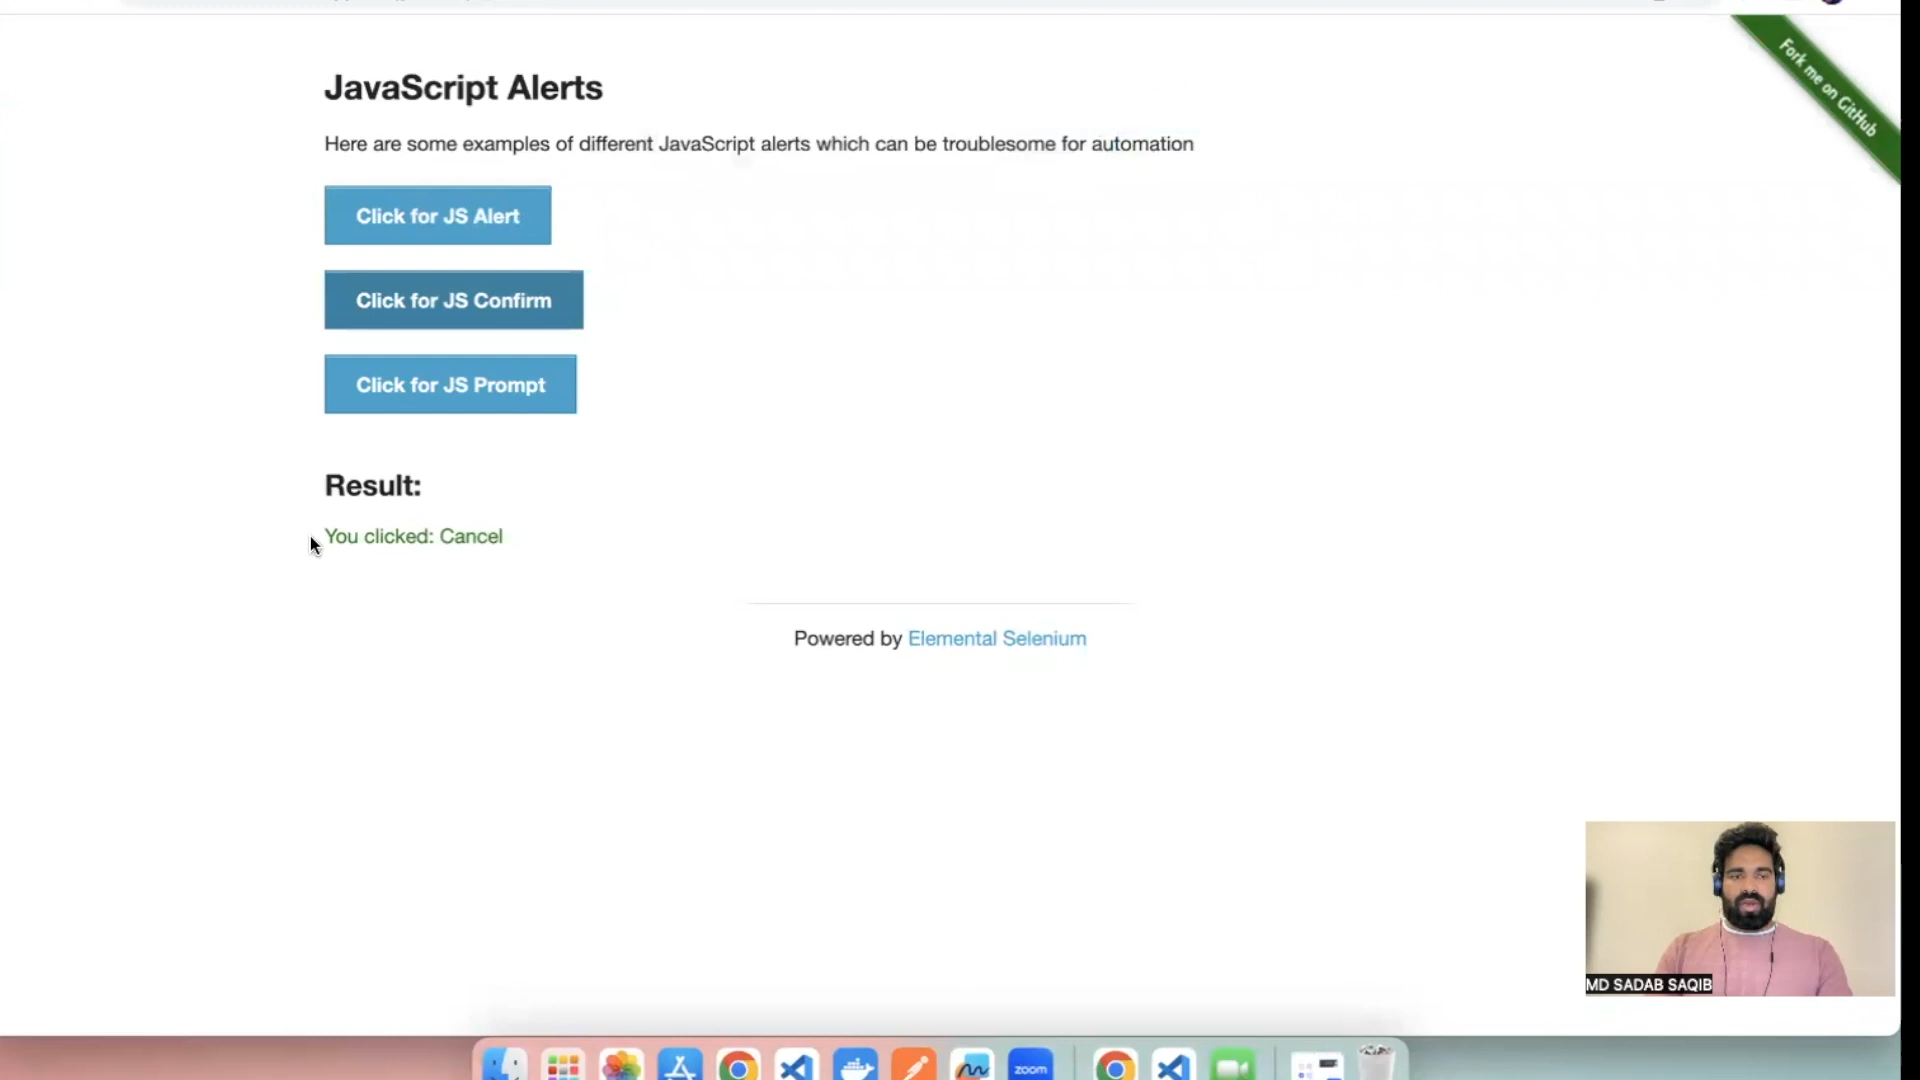 Fork me on GitHub
JavaScript Alerts
Here are some examples of different JavaScript alerts which can be troublesome for automation
Click for JS Alert
Click for JS Confirm
Click for JS Prompt
Result:
You clicked: Cancel
Powered by Elemental Selenium
MD SADAB SAQIB
zoom